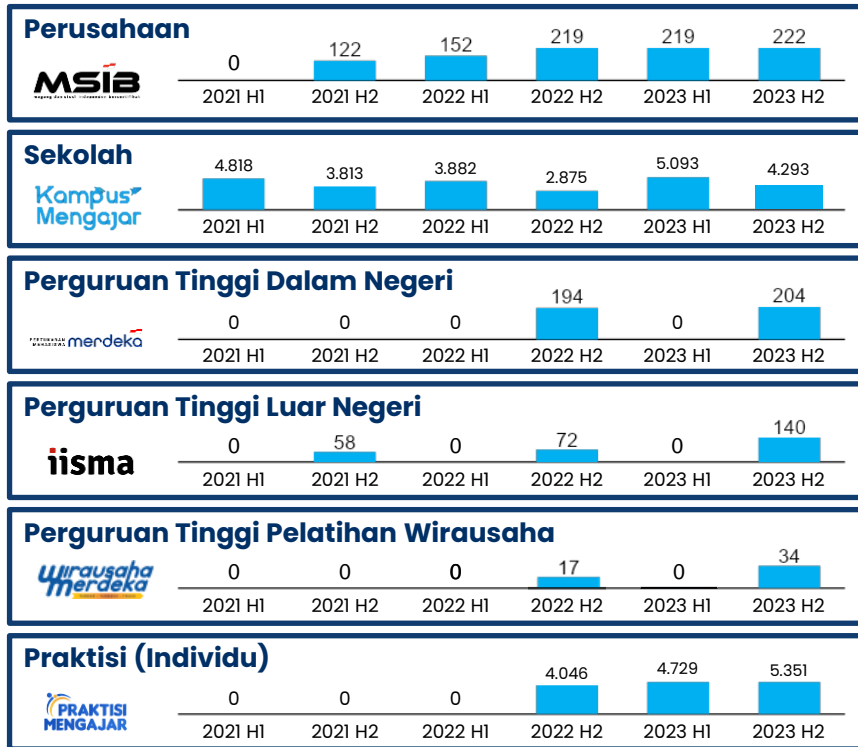 Perusahaan
MSIB
0 122 152 219 219 222
2021 H1 2021 H2 2022 H1 2022 H2 2023 H1 2023 H2
Sekolah
Kampus
Mengajar
4.818 3.813 3.882 2.875 5.093 4.293
2021 H1 2021 H2 2022 H1 2022 H2 2023 H1 2023 H2
Perguruan Tinggi Dalam Negeri
PERTUKARAN
MAHASISWA merdeka
0 0 0 194 0 204
2021 H1 2021 H2 2022 H1 2022 H2 2023 H1 2023 H2
Perguruan Tinggi Luar Negeri
iisma
0 58 0 72 0 140
2021 H1 2021 H2 2022 H1 2022 H2 2023 H1 2023 H2
Perguruan Tinggi Pelatihan Wirausaha
wirausaha
merdeka
0 0 0 17 0 34
2021 H1 2021 H2 2022 H1 2022 H2 2023 H1 2023 H2
Praktisi (Individu)
PRAKTISI
MENGAJAR
0 0 0 4.046 4.729 5.351
2021 H1 2021 H2 2022 H1 2022 H2 2023 H1 2023 H2